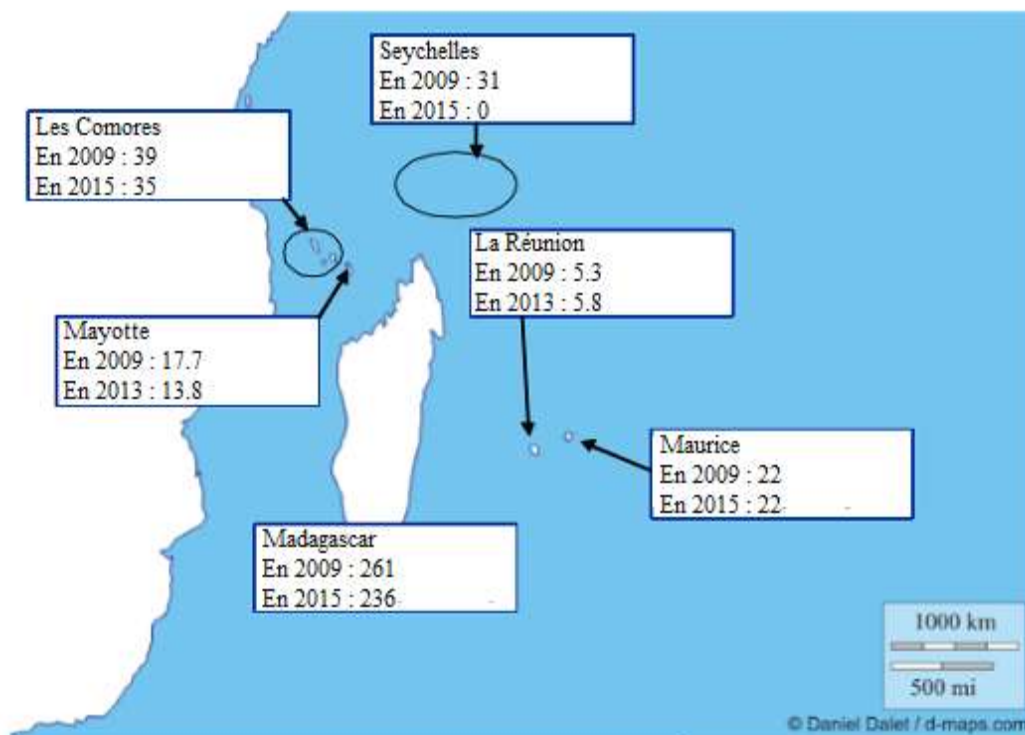 Seychelles
En 2009 : 31
En 2015 : 0
Les Comores
En 2009 : 39
En 2015 : 35
La Réunion
En 2009 : 5.3
En 2013 : 5.8
Mayotte
En 2009 : 17.7
En 2013 : 13.8
Maurice
En 2009 : 22
En 2015 : 22
Madagascar
En 2009 : 261
En 2015 : 236
1000 km
500 mi
© Daniel Dalet / d-maps.com